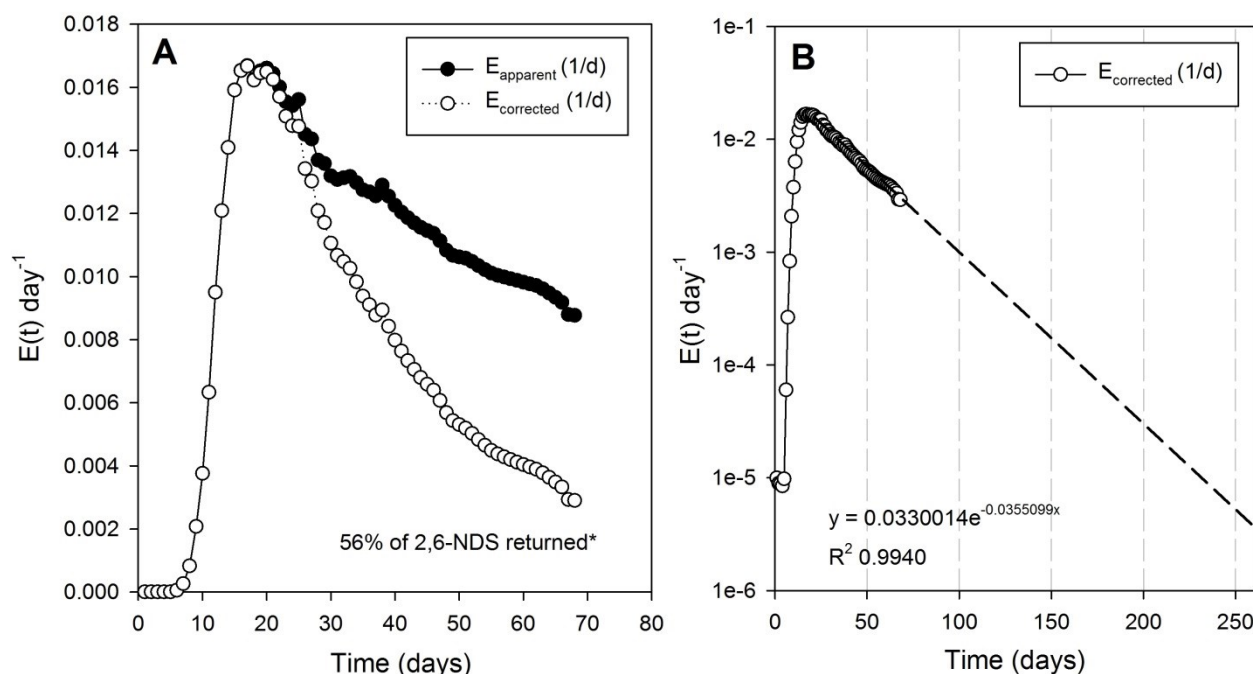 A
E_apparent (1/d)
E_corrected (1/d)
E(t) day⁻¹
0.018
0.016
0.014
0.012
0.010
0.008
0.006
0.004
0.002
0.000
56% of 2,6-NDS returned*
0 10 20 30 40 50 60 70 80
Time (days)
B
E_corrected (1/d)
E(t) day⁻¹
1e-1
1e-2
1e-3
1e-4
1e-5
1e-6
y = 0.0330014e^-0.0355099x
R² 0.9940
0 50 100 150 200 250
Time (days)